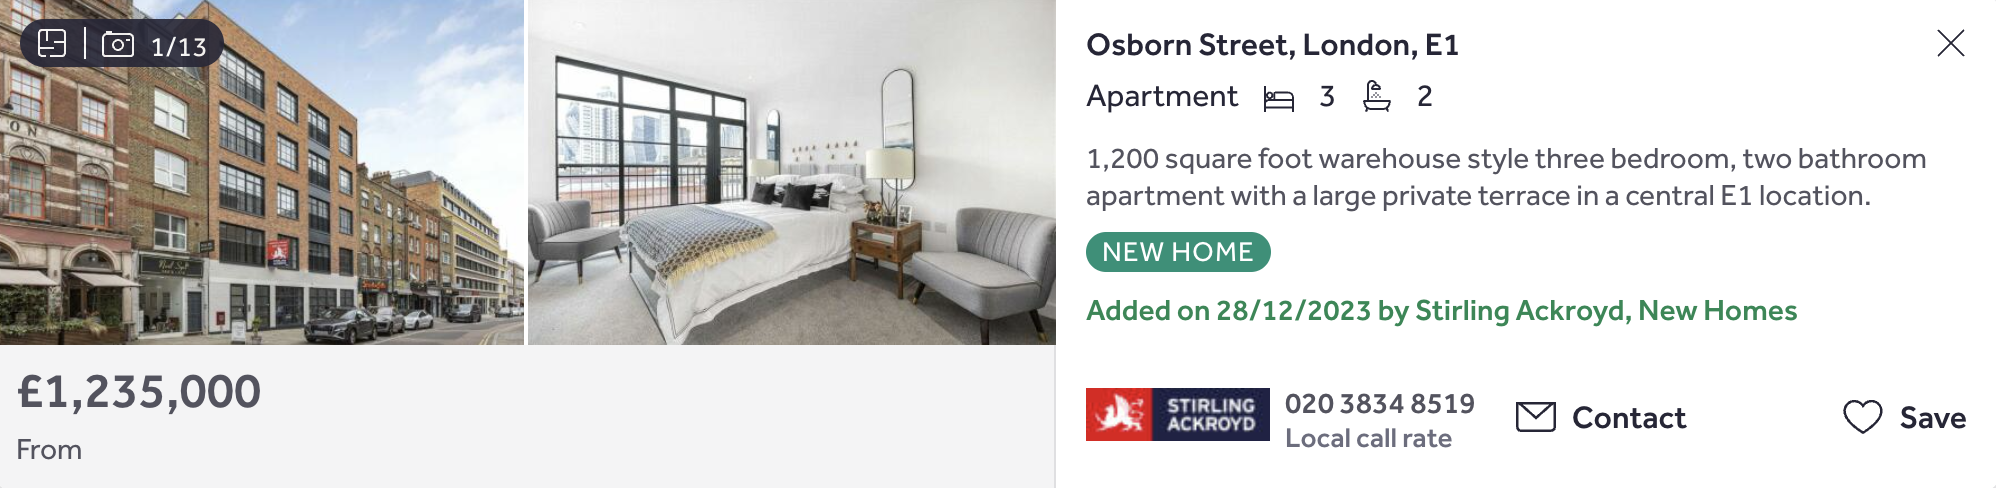 1/13
ON
£1,235,000
From
Osborn Street, London, E1
Apartment 3 2
1,200 square foot warehouse style three bedroom, two bathroom
apartment with a large private terrace in a central E1 location.
NEW HOME
Added on 28/12/2023 by Stirling Ackroyd, New Homes
STIRLING
ACKROYD
020 3834 8519
Local call rate
Contact
Save